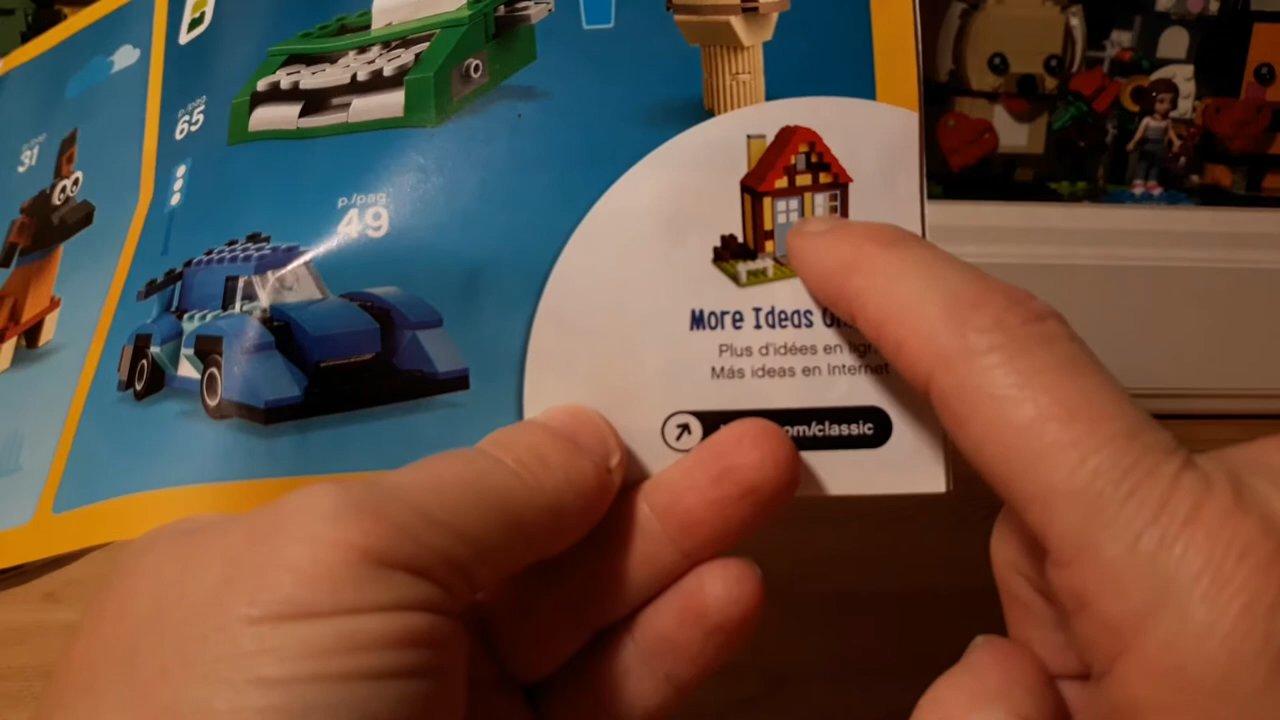 p./pag.
65
31
p./pag.
49
More Ideas
Plus d'idées en
Más ideas en Internet
om/classic